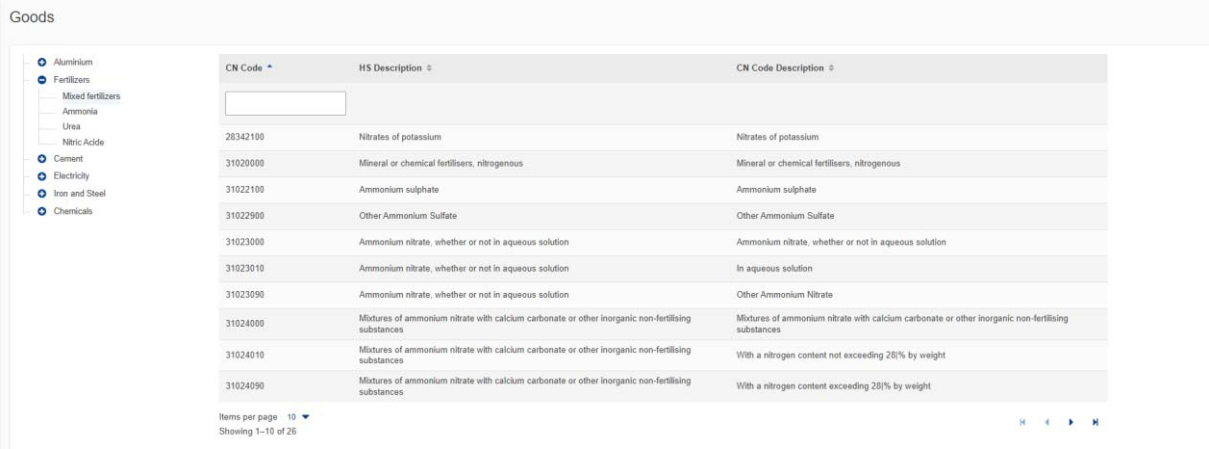 Goods
Aluminium
Fertilizers
Mixed fertilizers
Ammonia
Urea
Nitric Acide
Cement
Electricity
Iron and Steel
Chemicals
CN Code HS Description CN Code Description
28342100 Nitrates of potassium Nitrates of potassium
31020000 Mineral or chemical fertilisers, nitrogenous Mineral or chemical fertilisers, nitrogenous
31022100 Ammonium sulphate Ammonium sulphate
31022900 Other Ammonium Sulfate Other Ammonium Sulfate
31023000 Ammonium nitrate, whether or not in aqueous solution Ammonium nitrate, whether or not in aqueous solution
31023010 Ammonium nitrate, whether or not in aqueous solution In aqueous solution
31023090 Ammonium nitrate, whether or not in aqueous solution Other Ammonium Nitrate
31024000 Mixtures of ammonium nitrate with calcium carbonate or other inorganic non-fertilising Mixtures of ammonium nitrate with calcium carbonate or other inorganic non-fertilising
substances substances
31024010 Mixtures of ammonium nitrate with calcium carbonate or other inorganic non-fertilising With a nitrogen content not exceeding 28|% by weight
substances
31024090 Mixtures of ammonium nitrate with calcium carbonate or other inorganic non-fertilising With a nitrogen content exceeding 28|% by weight
substances
Items per page 10
Showing 1–10 of 26